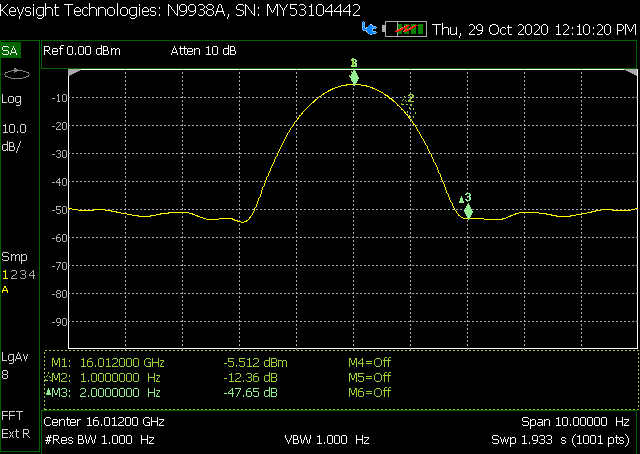 Keysight Technologies: N9938A, SN: MY53104442
Thu, 29 Oct 2020 12:10:20 PM
SA Ref 0.00 dBm Atten 10 dB
Log
10.0
dB/
-10
-20
-30
-40
-50
-60
-70
-80
-90
2
3
Smp
1234
A
LgAv
8
FFT
Ext R
M1: 16.012000 GHz -5.512 dBm M4=Off
M2: 1.0000000 Hz -12.36 dB M5=Off
M3: 2.0000000 Hz -47.65 dB M6=Off
Center 16.01200 GHz Span 10.00000 Hz
#Res BW 1.000 Hz VBW 1.000 Hz Swp 1.933 s (1001 pts)